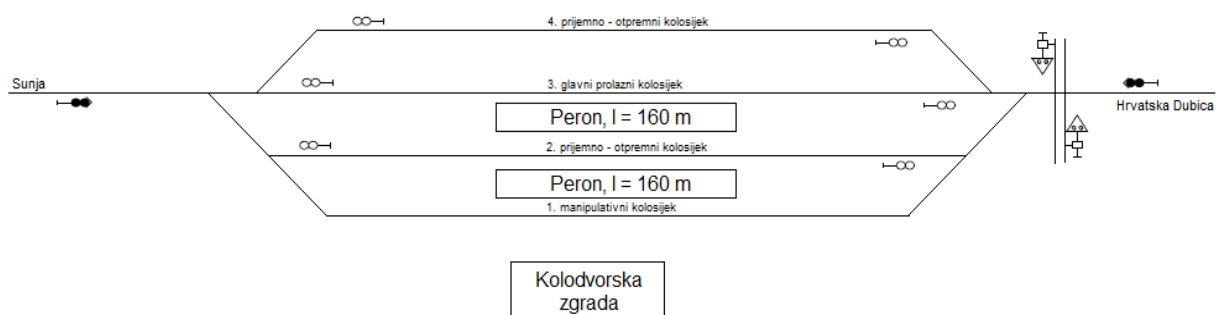 4. prijemno - otpremni kolosijek
Sunja
3. glavni prolazni kolosijek
Hrvatska Dubica
Peron, l = 160 m
2. prijemno - otpremni kolosijek
Peron, l = 160 m
1. manipulativni kolosijek
Kolodvorska
zgrada